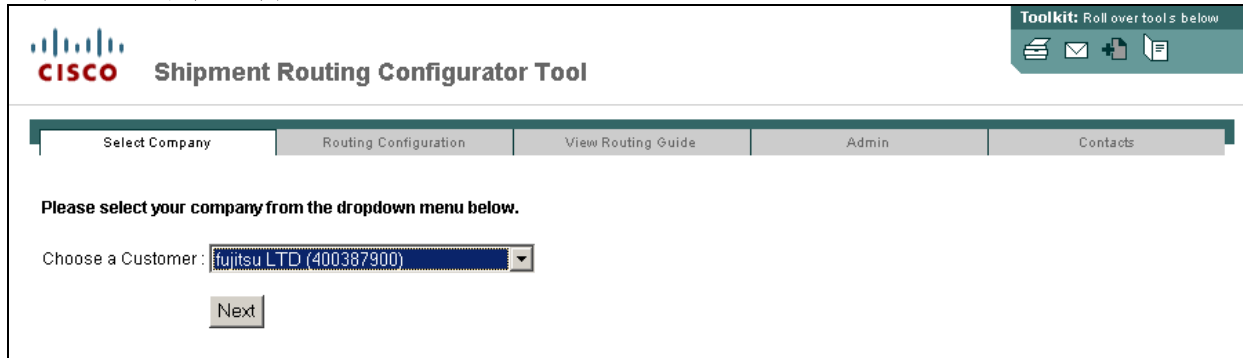 Toolkit: Roll over tools below
CISCO
Shipment Routing Configurator Tool
Select Company
Routing Configuration
View Routing Guide
Admin
Contacts
Please select your company from the dropdown menu below.
Choose a Customer : fujitsu LTD (400387900)
Next